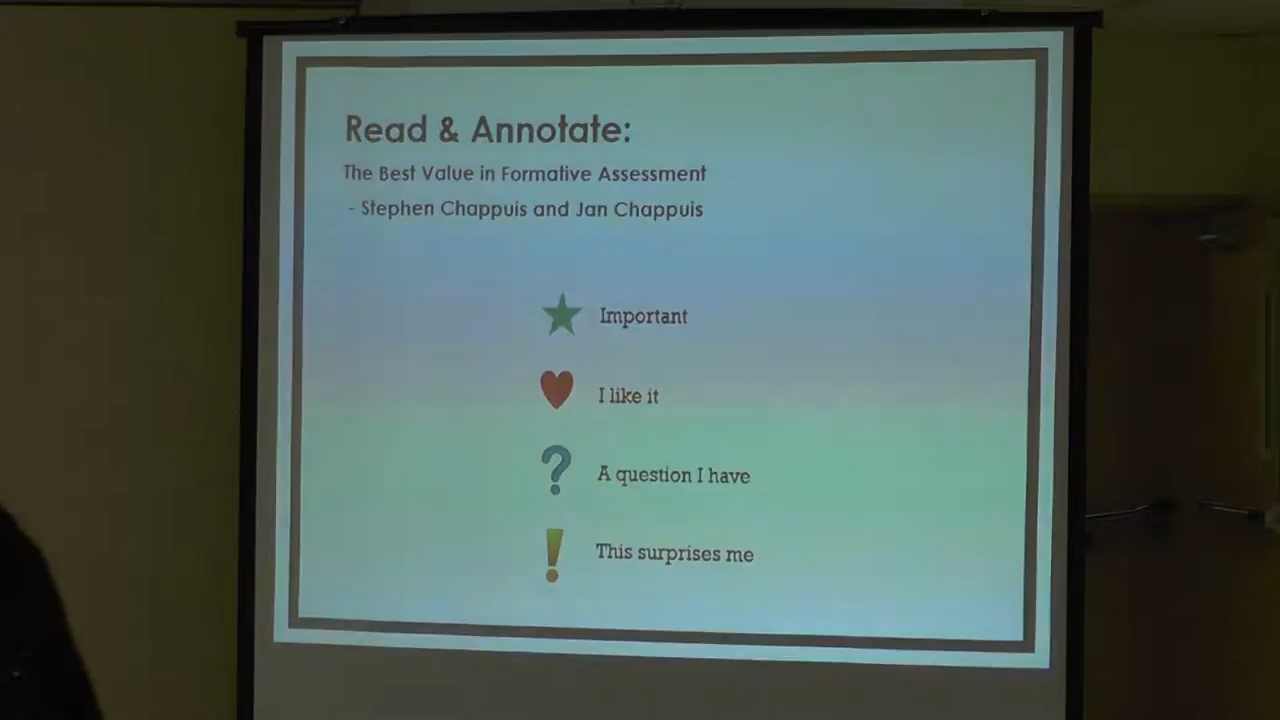 Read & Annotate:
The Best Value in Formative Assessment
- Stephen Chappuis and Jan Chappuis
Important
I like it
? A question I have
! This surprises me